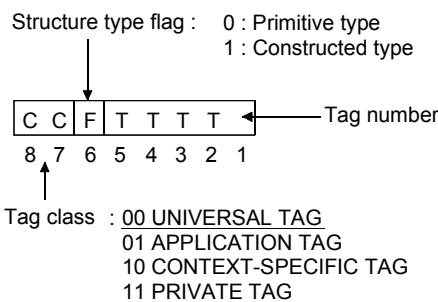 Structure type flag : 0 : Primitive type
1 : Constructed type
C C F T T T T
Tag number
8 7 6 5 4 3 2 1
Tag class : 00 UNIVERSAL TAG
01 APPLICATION TAG
10 CONTEXT-SPECIFIC TAG
11 PRIVATE TAG